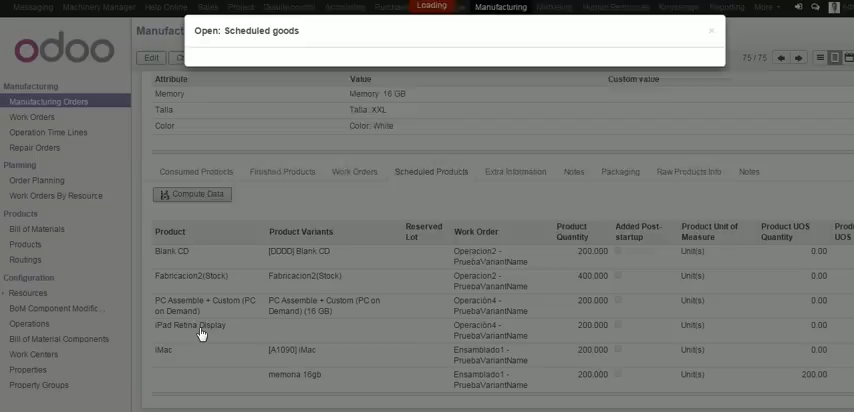 Messaging Machinery Manager Help Online Sales Project Accounting Purchases Loading Manufacturing Marketing Human Resources Knowledge Reporting More
Open: Scheduled goods ×
odoo
Manufact
Edit
75 / 75
Manufacturing
Manufacturing Orders
Work Orders
Operation Time Lines
Repair Orders
Planning
Order Planning
Work Orders By Resource
Products
Bill of Materials
Products
Routings
Configuration
Resources
BoM Component Modific...
Operations
Bill of Material Components
Work Centers
Properties
Property Groups
Attribute Value Custom value
Memory Memory: 16 GB
Talla Talla: XXL
Color Color: White
Consumed Products Finished Products Work Orders Scheduled Products Extra Information Notes Packaging Raw Products Info Notes
Compute Data
Product Product Variants Reserved Lot Work Order Product Quantity Added Post-startup Product Unit of Measure Product UOS Quantity Produ UOS
Blank CD [DDDD] Blank CD Operacion2 - 200.000 Unit(s) 0.00
PruebaVariantName
Fabricacion2(Stock) Fabricacion2(Stock) Operacion2 - 400.000 Unit(s) 0.00
PruebaVariantName
PC Assemble + Custom (PC PC Assemble + Custom (PC on Operación4 - 200.000 Unit(s) 0.00
on Demand) Demand) (16 GB) PruebaVariantName
iPad Retina Display Operación4 - 200.000 Unit(s) 0.00
PruebaVariantName
iMac [A1090] iMac Ensamblado1 - 200.000 Unit(s) 0.00
PruebaVariantName
memoria 16gb Ensamblado1 - 200.000 Unit(s) 200.00
PruebaVariantName